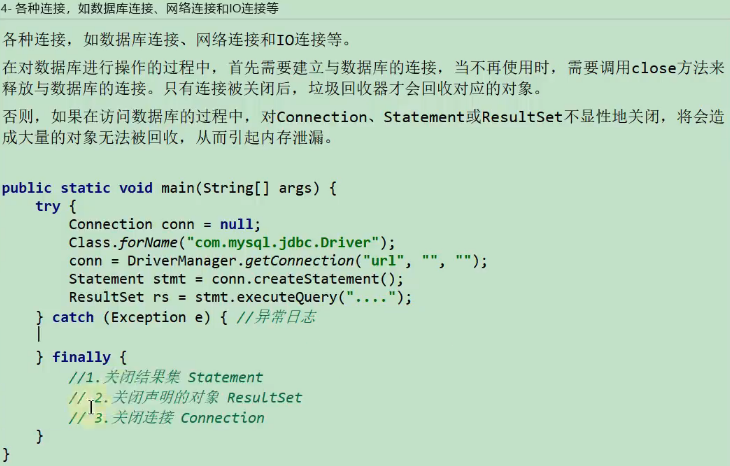 4- 各种连接，如数据库连接、网络连接和IO连接等
各种连接，如数据库连接、网络连接和IO连接等。
在对数据库进行操作的过程中，首先需要建立与数据库的连接，当不再使用时，需要调用close方法来
释放与数据库的连接。只有连接被关闭后，垃圾回收器才会回收对应的对象。
否则，如果在访问数据库的过程中，对Connection、Statement或ResultSet不显性地关闭，将会造
成大量的对象无法被回收，从而引起内存泄漏。
public static void main(String[] args) {
try {
Connection conn = null;
Class.forName("com.mysql.jdbc.Driver");
conn = DriverManager.getConnection("url", "", "");
Statement stmt = conn.createStatement();
ResultSet rs = stmt.executeQuery("....");
} catch (Exception e) { //异常日志
} finally {
//1.关闭结果集 Statement
// 2.关闭声明的对象 ResultSet
// 3.关闭连接 Connection
}
}